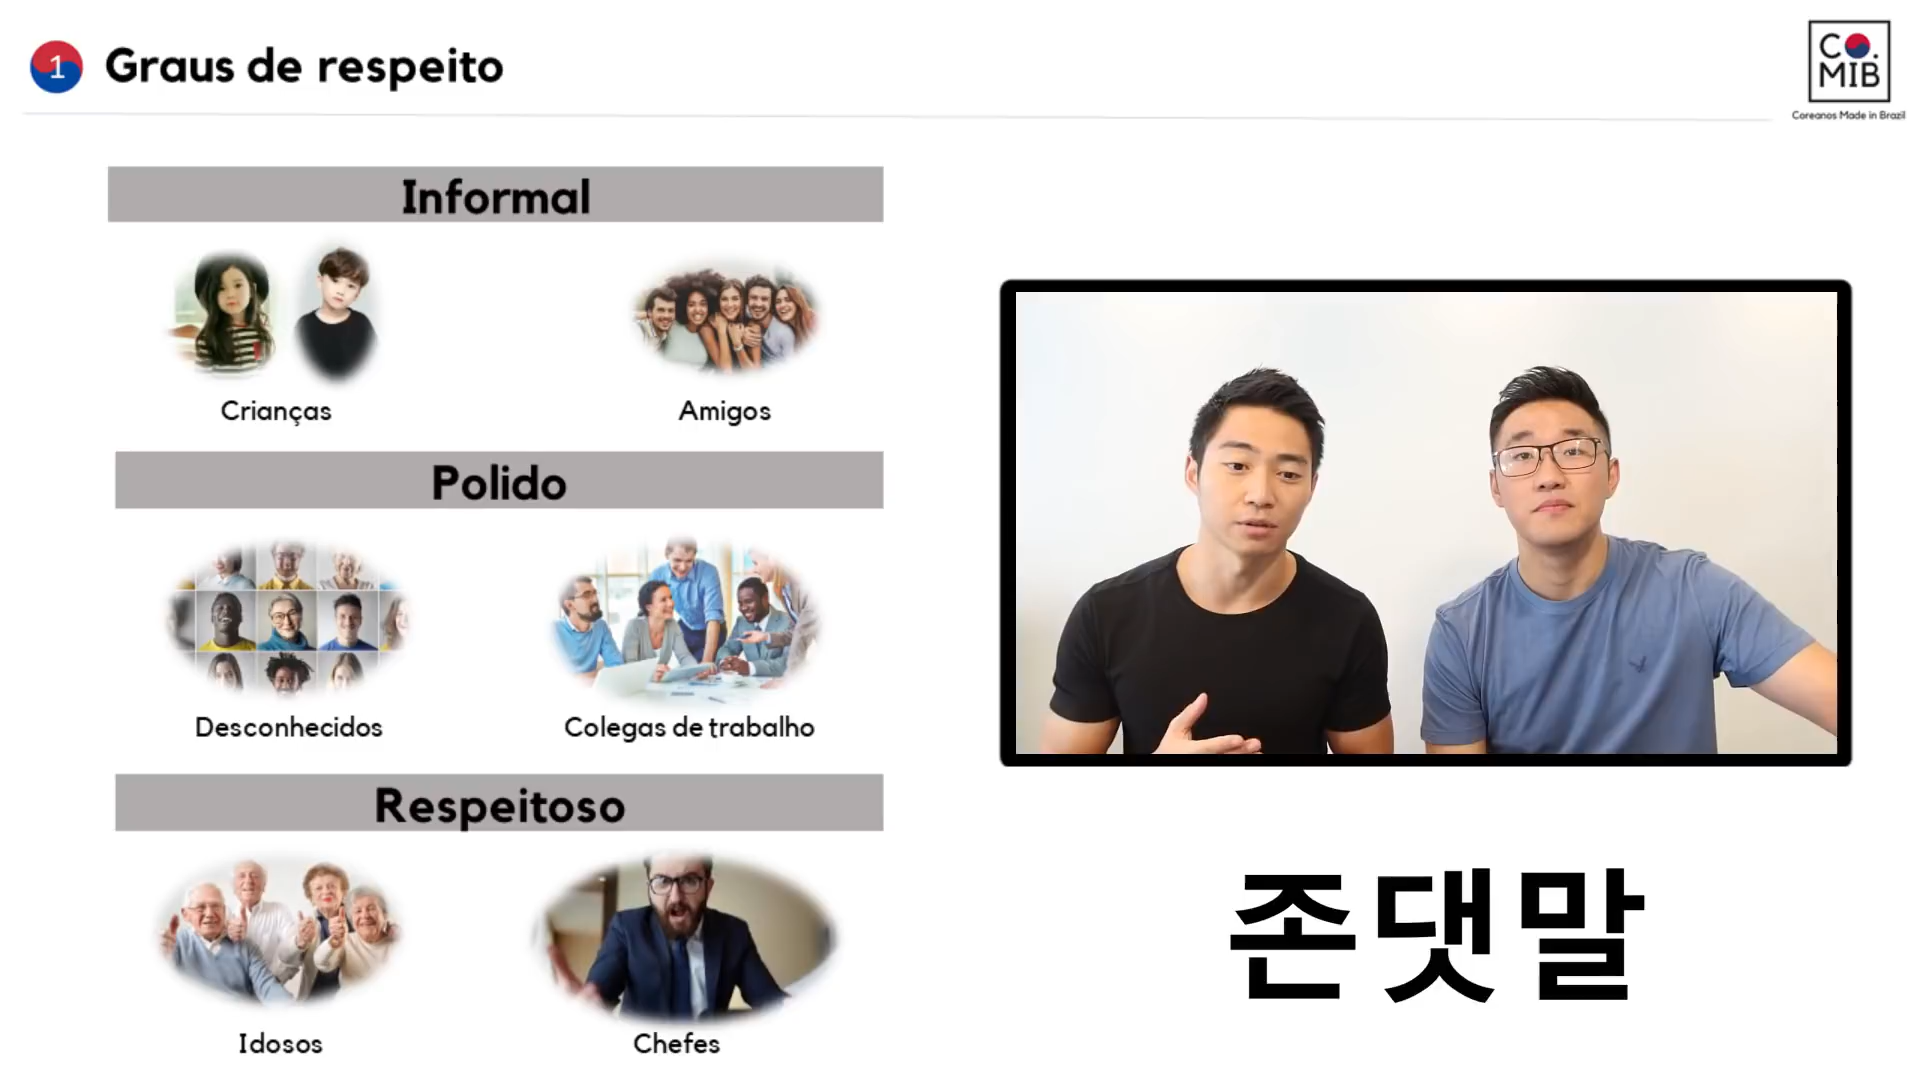 1 Graus de respeito
CO.
MIB
Coreanos Made in Brazil
Informal
Crianças
Amigos
Polido
Desconhecidos
Colegas de trabalho
Respeitoso
Idosos
Chefes
존댓말